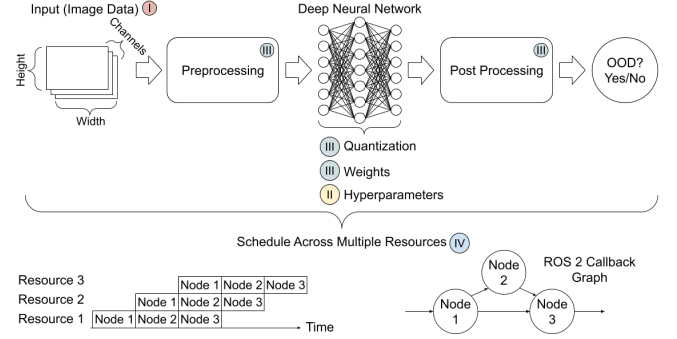 Input (Image Data) I
Channels
Height
Width
Preprocessing III
Deep Neural Network
III Quantization
III Weights
II Hyperparameters
Post Processing III
OOD?
Yes/No
Schedule Across Multiple Resources IV
Resource 3 Node 1 Node 2 Node 3
Resource 2 Node 1 Node 2 Node 3
Resource 1 Node 1 Node 2 Node 3
Time
ROS 2 Callback
Graph
Node
1
Node
2
Node
3